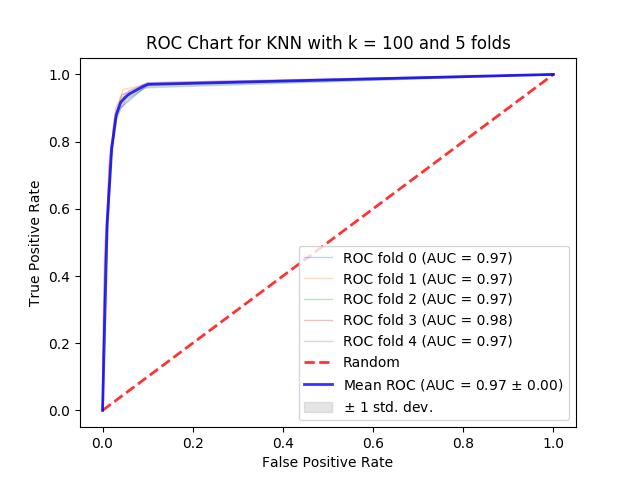 ROC Chart for KNN with k = 100 and 5 folds
True Positive Rate
1.0
0.8
0.6
0.4
0.2
0.0
ROC fold 0 (AUC = 0.97)
ROC fold 1 (AUC = 0.97)
ROC fold 2 (AUC = 0.97)
ROC fold 3 (AUC = 0.98)
ROC fold 4 (AUC = 0.97)
Random
Mean ROC (AUC = 0.97 ± 0.00)
± 1 std. dev.
0.0 0.2 0.4 0.6 0.8 1.0
False Positive Rate